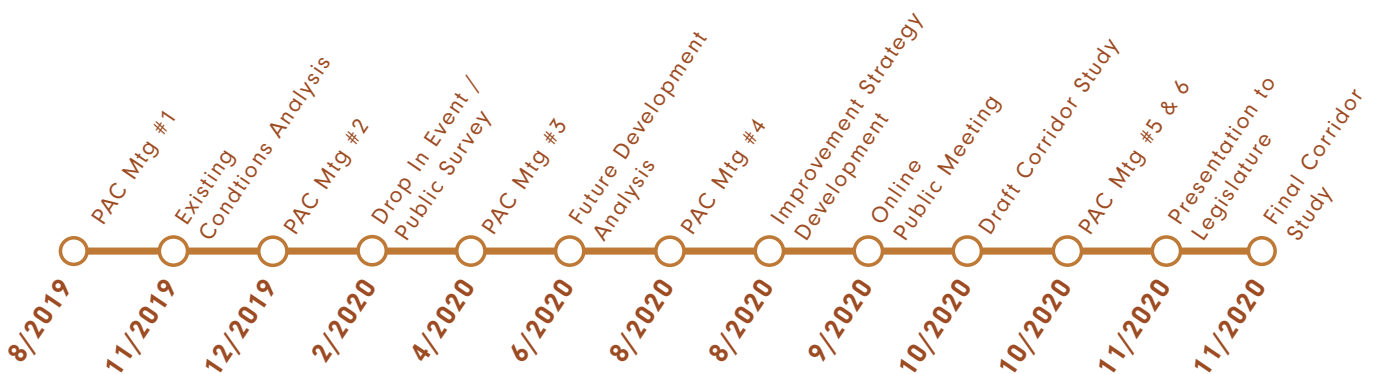 PAC Mtg #1
Existing
Condtions Analysis
PAC Mtg #2
Drop In Event /
Public Survey
PAC Mtg #3
Future Development
Analysis
PAC Mtg #4
Improvement Strategy
Development
Online
Public Meeting
Draft Corridor Study
PAC Mtg #5 & 6
Presentation to
Legislature
Final Corridor
Study
8/2019
11/2019
12/2019
2/2020
4/2020
6/2020
8/2020
8/2020
9/2020
10/2020
10/2020
11/2020
11/2020